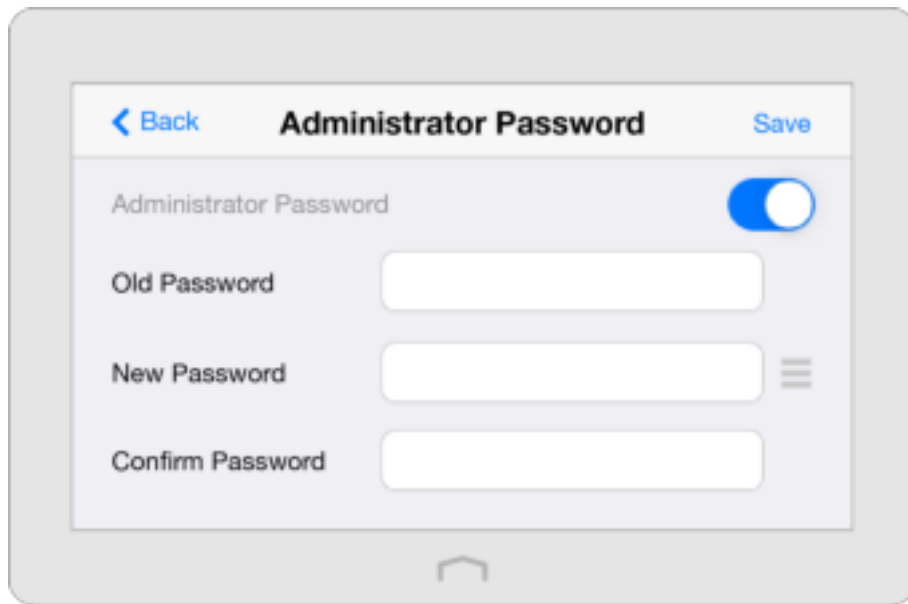 Back Administrator Password Save
Administrator Password
Old Password
New Password
Confirm Password